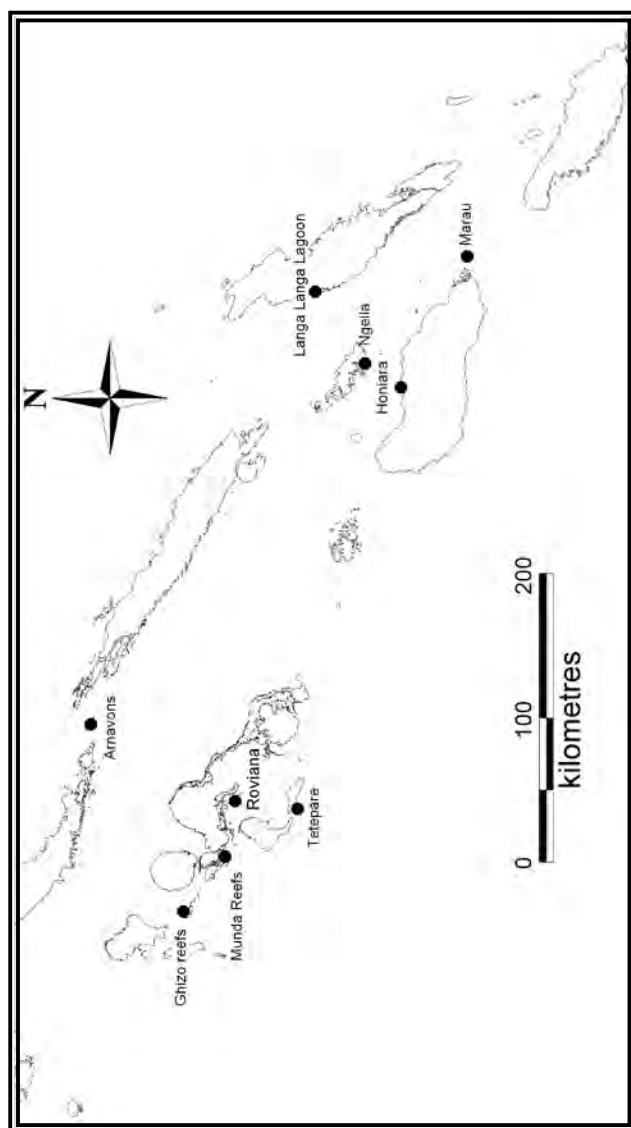 N
Arnavons
Ghizo reefs
Munda Reefs
Roviana
Tetepare
Langa Langa Lagoon
Ngella
Honiara
Marau
0 100 200
kilometres